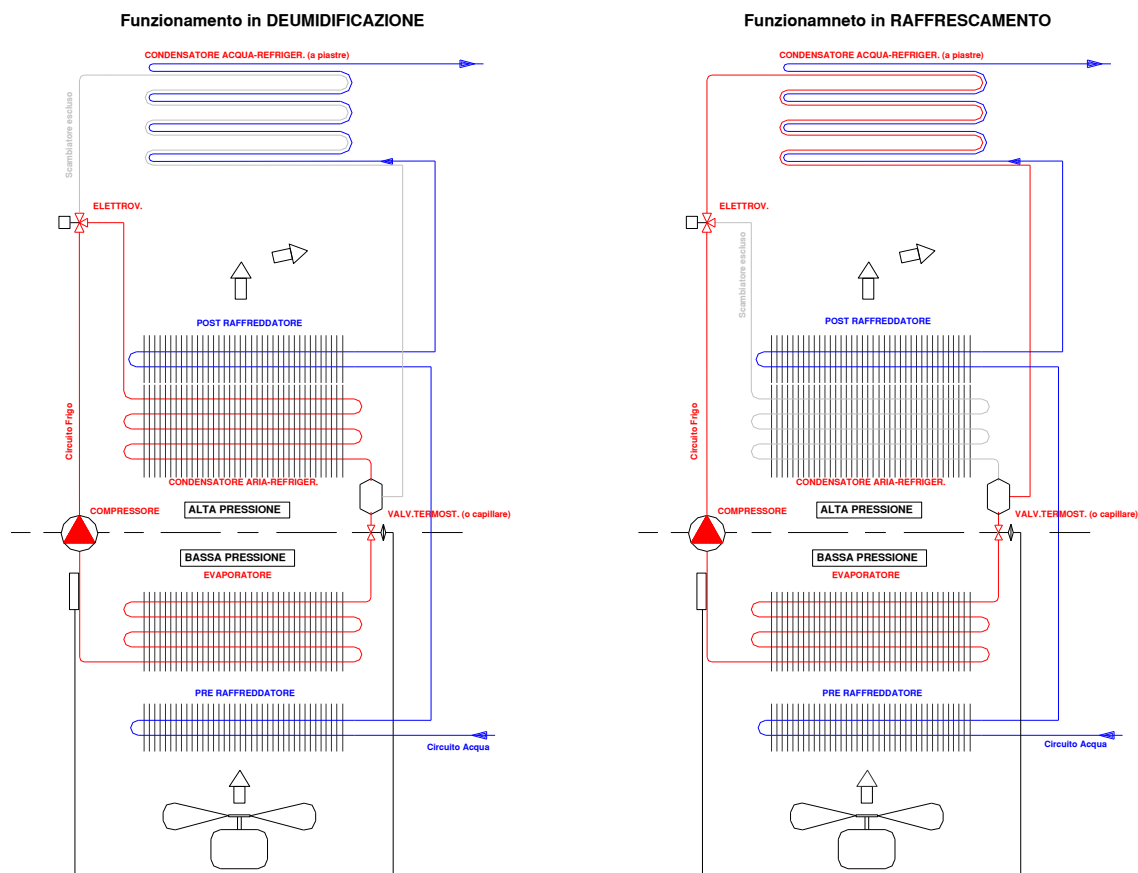 Funzionamento in DEUMIDIFICAZIONE
CONDENSATORE ACQUA-REFRIGER. (a piastre)
Scambiatore escluso
ELETTROV.
POST RAFFREDDATORE
Circuito Frigo
CONDENSATORE ARIA-REFRIGER.
COMPRESSORE
ALTA PRESSIONE
VALV.TERMOST. (o capillare)
BASSA PRESSIONE
EVAPORATORE
PRE RAFFREDDATORE
Circuito Acqua
Funzionamneto in RAFFRESCAMENTO
CONDENSATORE ACQUA-REFRIGER. (a piastre)
ELETTROV.
Scambiatore escluso
POST RAFFREDDATORE
Circuito Frigo
CONDENSATORE ARIA-REFRIGER.
COMPRESSORE
ALTA PRESSIONE
VALV.TERMOST. (o capillare)
BASSA PRESSIONE
EVAPORATORE
PRE RAFFREDDATORE
Circuito Acqua